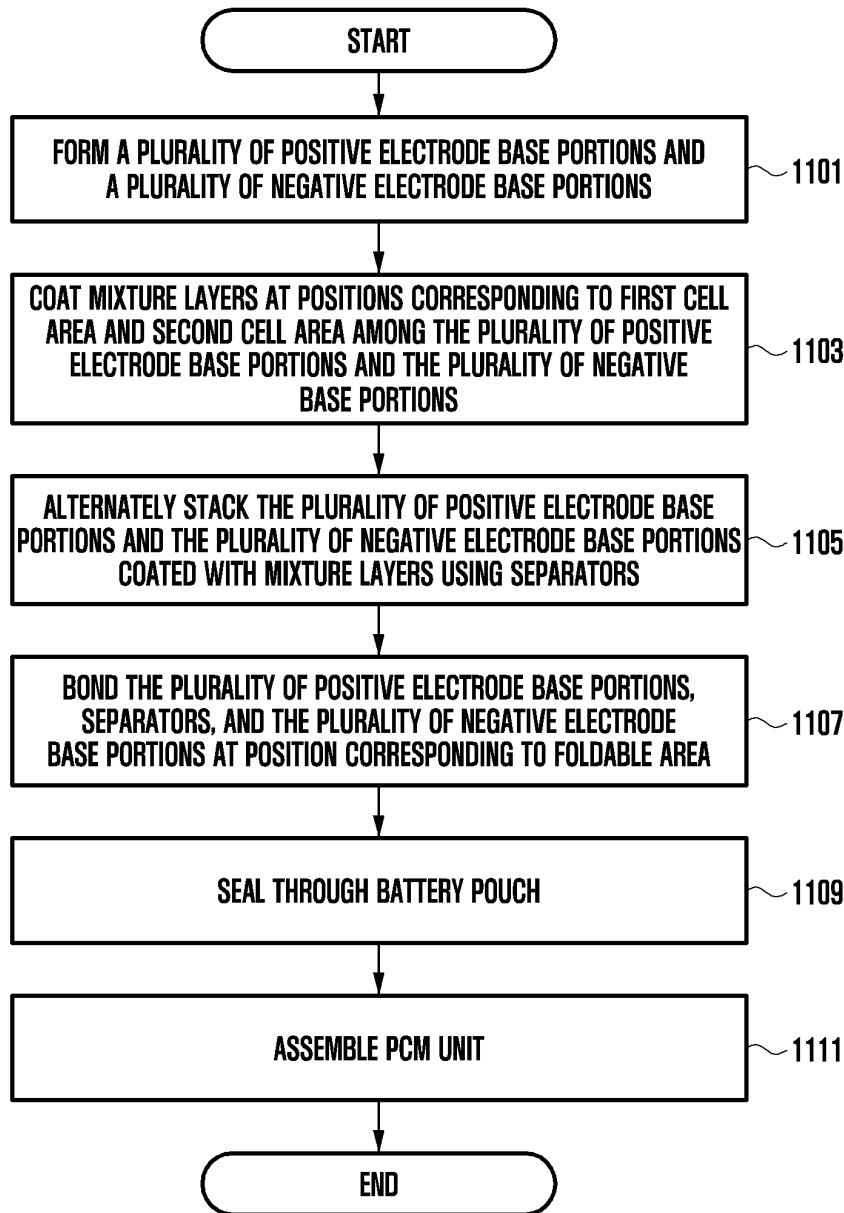 START
FORM A PLURALITY OF POSITIVE ELECTRODE BASE PORTIONS AND
A PLURALITY OF NEGATIVE ELECTRODE BASE PORTIONS
1101
COAT MIXTURE LAYERS AT POSITIONS CORRESPONDING TO FIRST CELL
AREA AND SECOND CELL AREA AMONG THE PLURALITY OF POSITIVE
ELECTRODE BASE PORTIONS AND THE PLURALITY OF NEGATIVE
BASE PORTIONS
1103
ALTERNATELY STACK THE PLURALITY OF POSITIVE ELECTRODE BASE
PORTIONS AND THE PLURALITY OF NEGATIVE ELECTRODE BASE PORTIONS
COATED WITH MIXTURE LAYERS USING SEPARATORS
1105
BOND THE PLURALITY OF POSITIVE ELECTRODE BASE PORTIONS,
SEPARATORS, AND THE PLURALITY OF NEGATIVE ELECTRODE
BASE PORTIONS AT POSITION CORRESPONDING TO FOLDABLE AREA
1107
SEAL THROUGH BATTERY POUCH
1109
ASSEMBLE PCM UNIT
1111
END